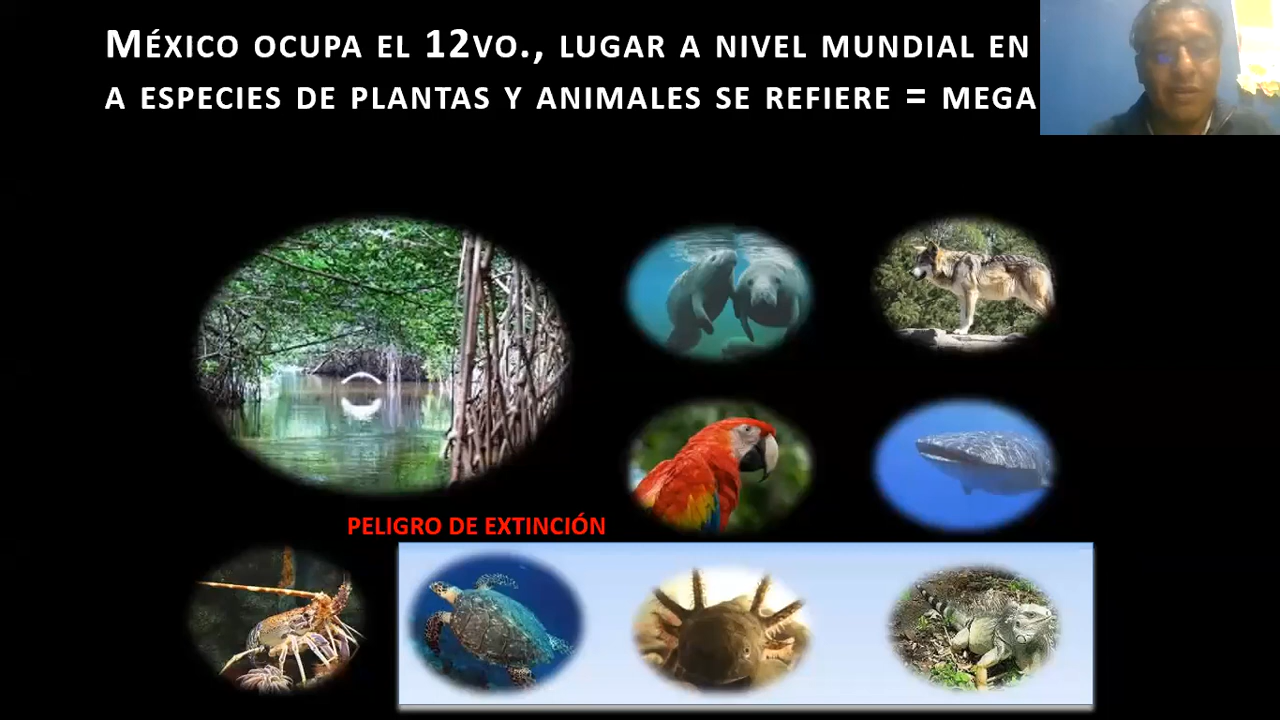 MÉXICO OCUPA EL 12VO., LUGAR A NIVEL MUNDIAL EN
A ESPECIES DE PLANTAS Y ANIMALES SE REFIERE = MEGA
PELIGRO DE EXTINCIÓN